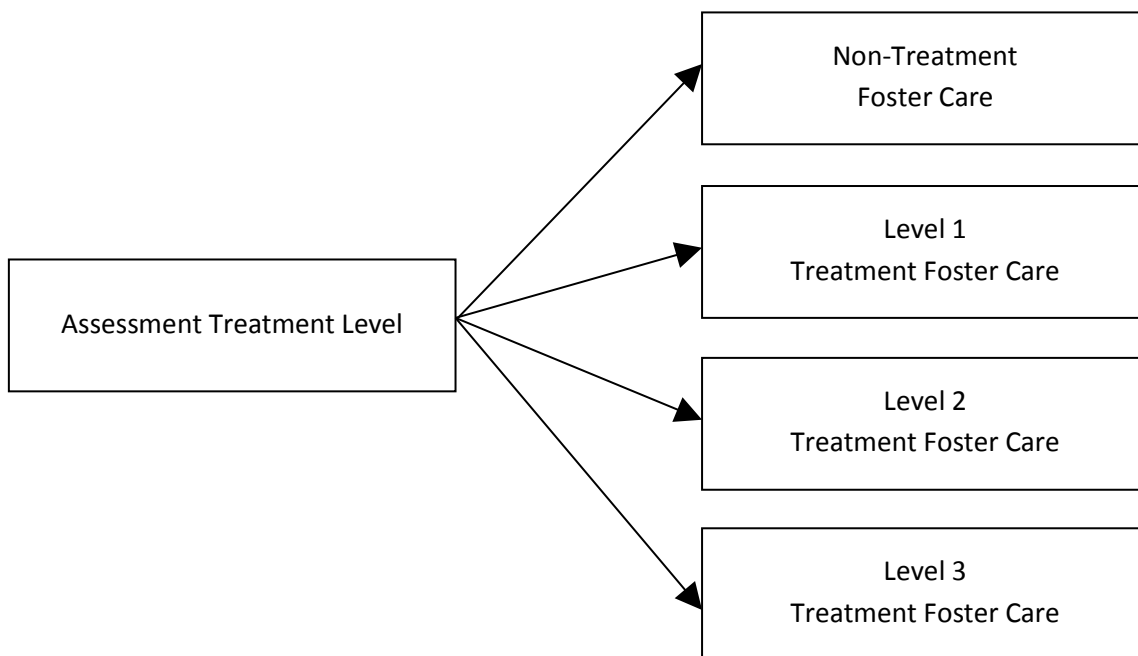 Non-Treatment
Foster Care
Level 1
Treatment Foster Care
Assessment Treatment Level
Level 2
Treatment Foster Care
Level 3
Treatment Foster Care